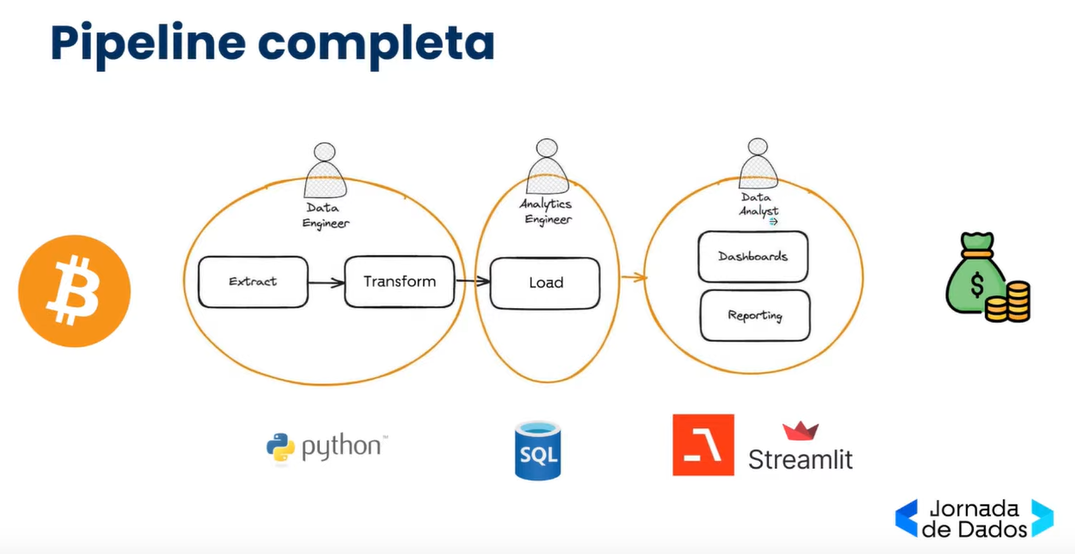 Pipeline completa
Data
Engineer
Analytics
Engineer
Data
Analyst
Extract
Transform
Load
Dashboards
Reporting
$
python™
SQL
Streamlit
Jornada
de Dados